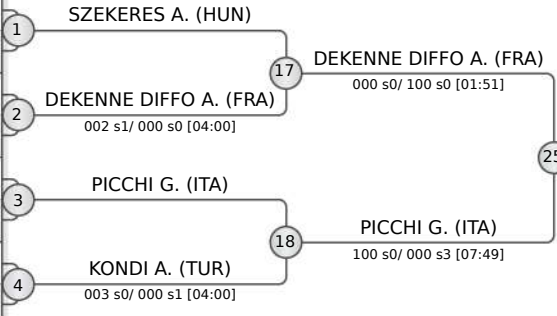 SZEKERES A. (HUN)
1
17
DEKENNE DIFFO A. (FRA)
000 s0/ 100 s0 [01:51]
DEKENNE DIFFO A. (FRA)
2
002 s1/ 000 s0 [04:00]
25
PICCHI G. (ITA)
3
18
PICCHI G. (ITA)
100 s0/ 000 s3 [07:49]
KONDI A. (TUR)
4
003 s0/ 000 s1 [04:00]